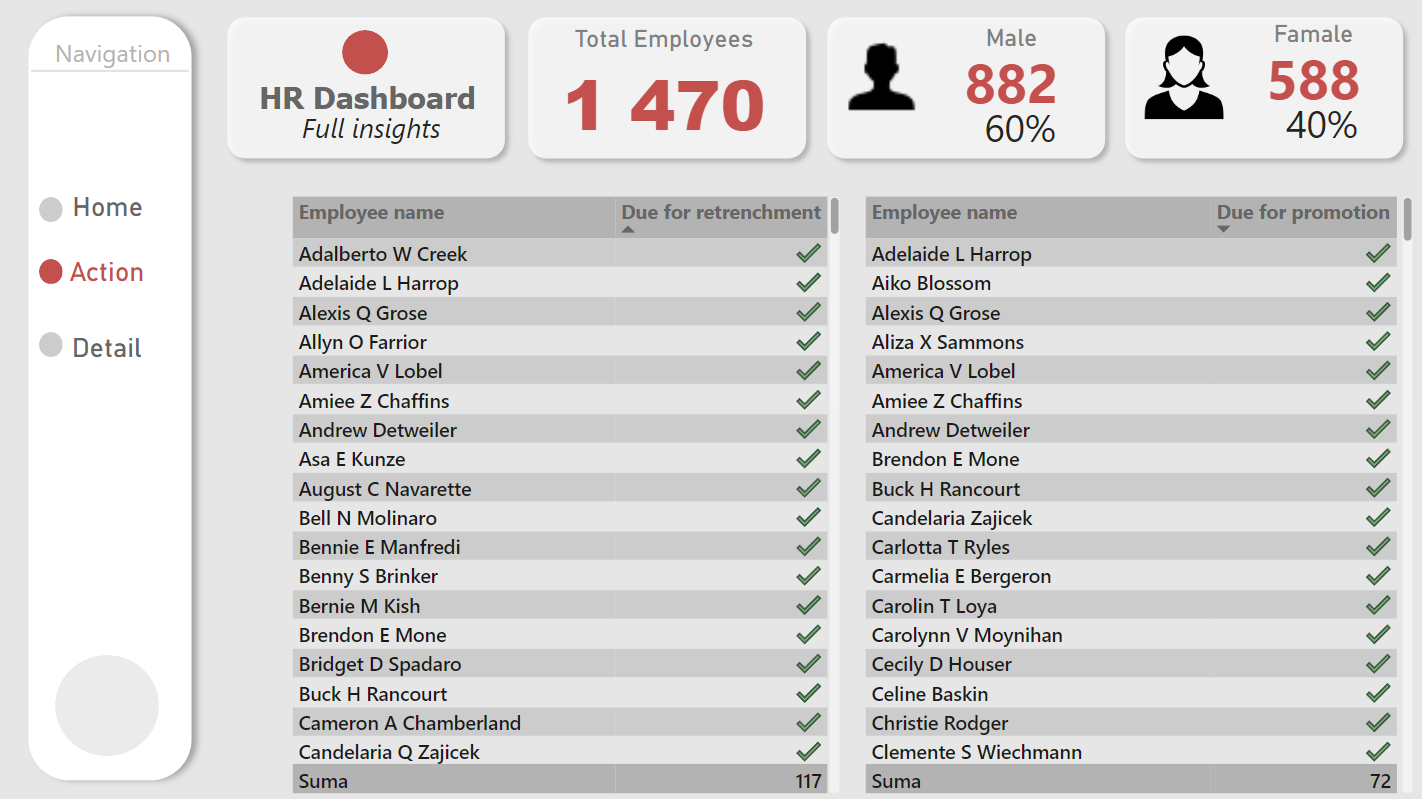 Navigation
Home
Action
Detail
HR Dashboard
Full insights
Total Employees
1 470
Male
882
60%
Famale
588
40%
Employee name Due for retrenchment
Adalberto W Creek
Adelaide L Harrop
Alexis Q Grose
Allyn O Farrior
America V Lobel
Amiee Z Chaffins
Andrew Detweiler
Asa E Kunze
August C Navarette
Bell N Molinaro
Bennie E Manfredi
Benny S Brinker
Bernie M Kish
Brendon E Mone
Bridget D Spadaro
Buck H Rancourt
Cameron A Chamberland
Candelaria Q Zajicek
Suma 117
Employee name Due for promotion
Adelaide L Harrop
Aiko Blossom
Alexis Q Grose
Aliza X Sammons
America V Lobel
Amiee Z Chaffins
Andrew Detweiler
Brendon E Mone
Buck H Rancourt
Candelaria Zajicek
Carlotta T Ryles
Carmelia E Bergeron
Carolin T Loya
Carolynn V Moynihan
Cecily D Houser
Celine Baskin
Christie Rodger
Clemente S Wiechmann
Suma 72